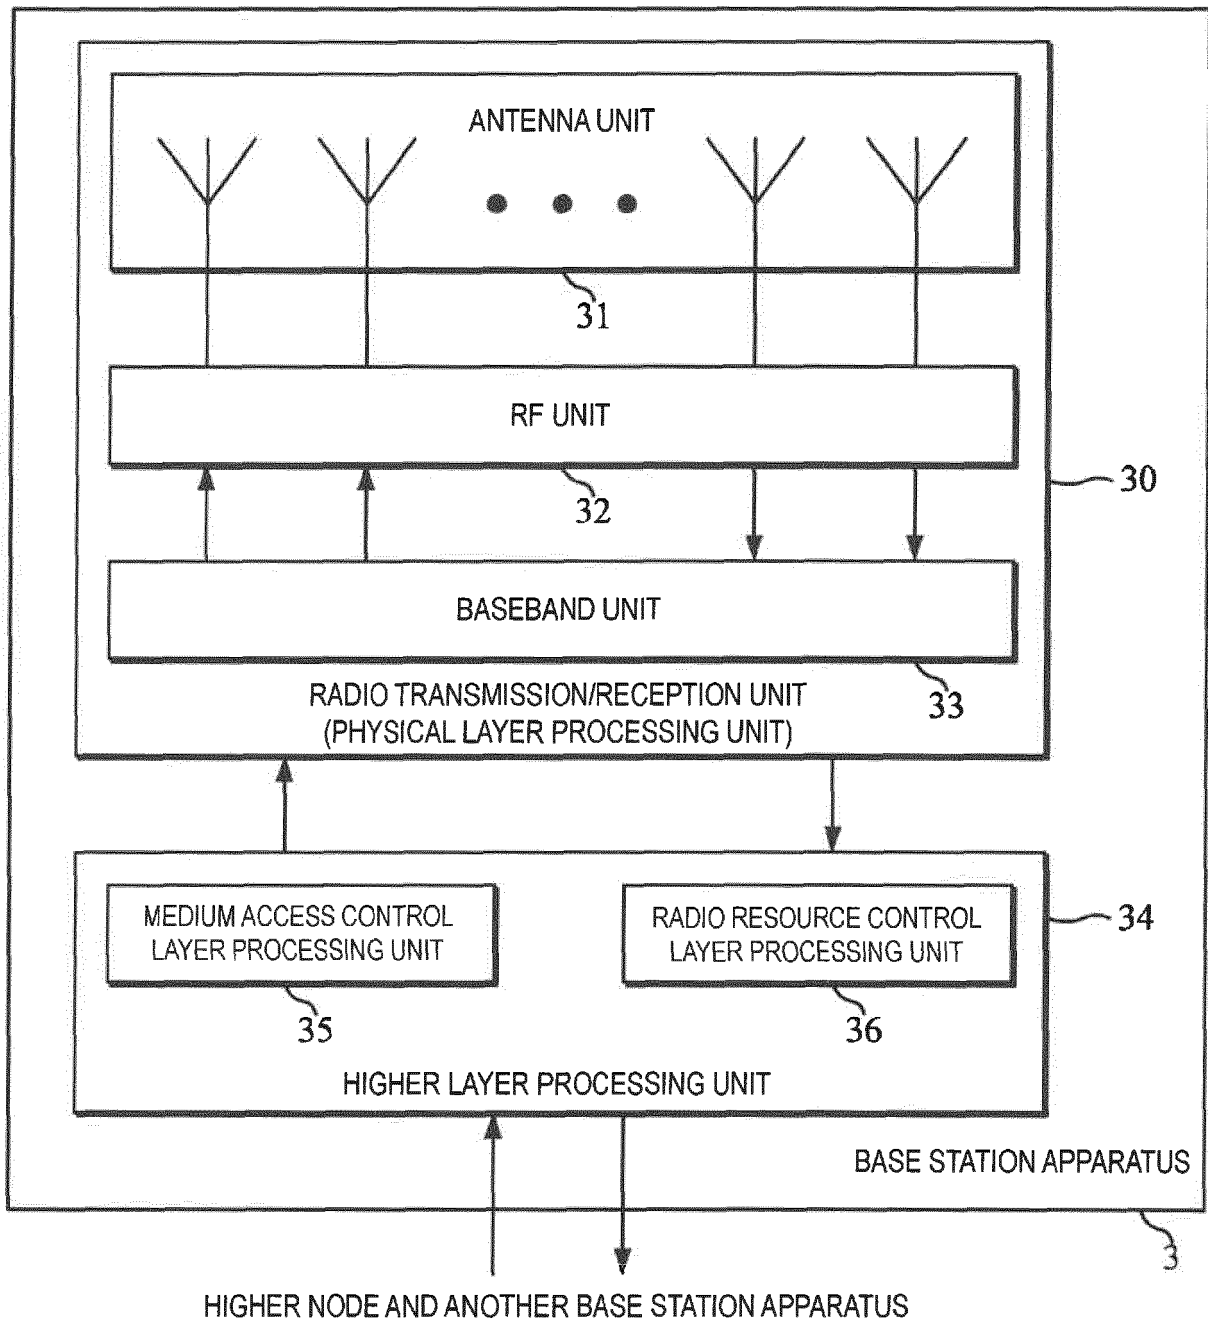 ANTENNA UNIT
31
RF UNIT
32
30
BASEBAND UNIT
33
RADIO TRANSMISSION/RECEPTION UNIT
(PHYSICAL LAYER PROCESSING UNIT)
MEDIUM ACCESS CONTROL
LAYER PROCESSING UNIT
35
RADIO RESOURCE CONTROL
LAYER PROCESSING UNIT
36
34
HIGHER LAYER PROCESSING UNIT
BASE STATION APPARATUS
3
HIGHER NODE AND ANOTHER BASE STATION APPARATUS